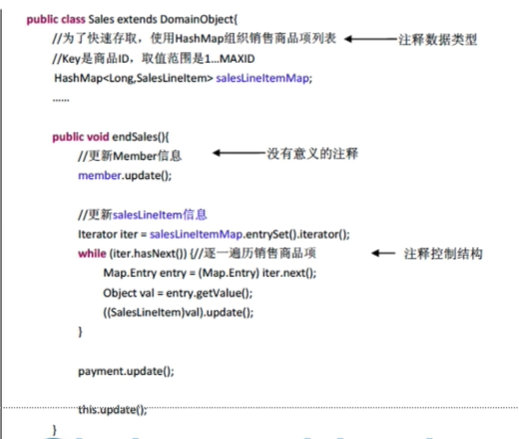 public class Sales extends DomainObject{
//为了快速存取，使用HashMap组织销售商品项列表 注释数据类型
//Key是商品ID，取值范围是1...MAXID
HashMap<Long,SalesLineItem> salesLineItemMap;
......
public void endSales(){
//更新Member信息 没有意义的注释
member.update();
//更新salesLineItem信息
Iterator iter = salesLineItemMap.entrySet().iterator();
while (iter.hasNext()) {//逐一遍历销售商品项 注释控制结构
Map.Entry entry = (Map.Entry) iter.next();
Object val = entry.getValue();
((SalesLineItem)val).update();
}
payment.update();
this.update();
}